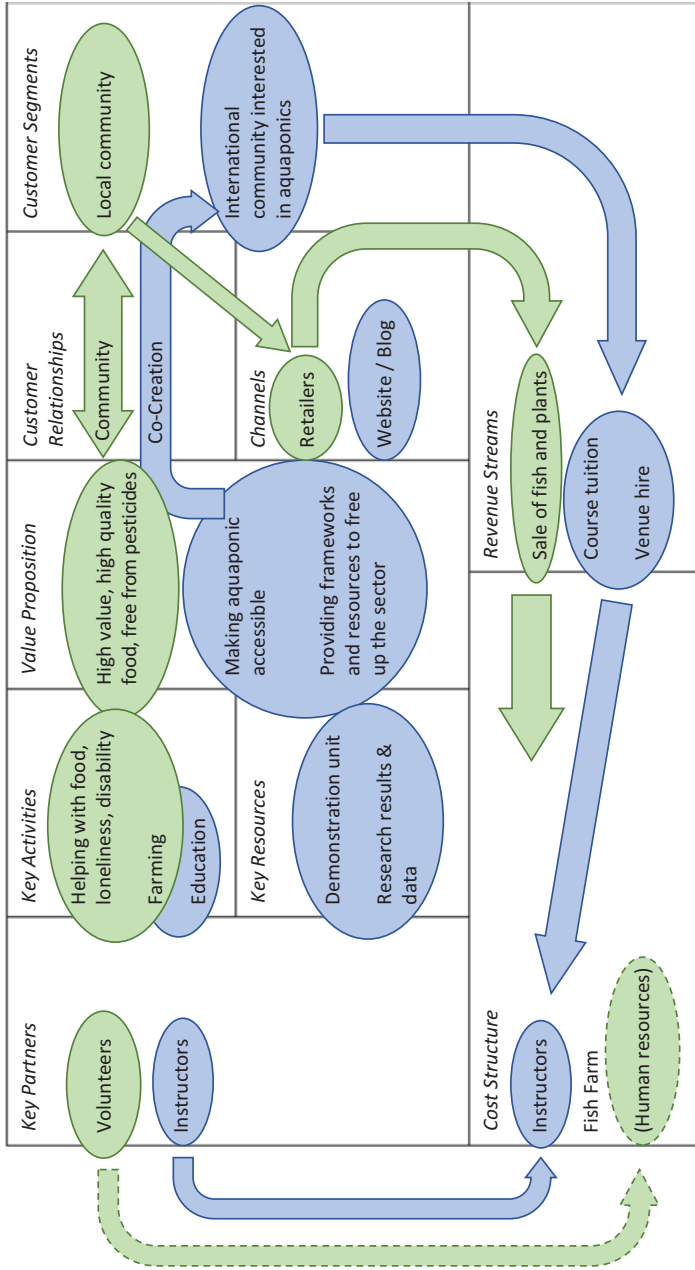 Key Partners
Volunteers
Instructors
Key Activities
Helping with food,
loneliness, disability
Farming
Education
Key Resources
Demonstration unit
Research results &
data
Value Proposition
High value, high quality
food, free from pesticides
Making aquaponic
accessible
Providing frameworks
and resources to free
up the sector
Customer
Relationships
Community
Co-Creation
Channels
Retailers
Website / Blog
Customer Segments
Local community
International
community interested
in aquaponics
Cost Structure
Instructors
Fish Farm
(Human resources)
Revenue Streams
Sale of fish and plants
Course tuition
Venue hire